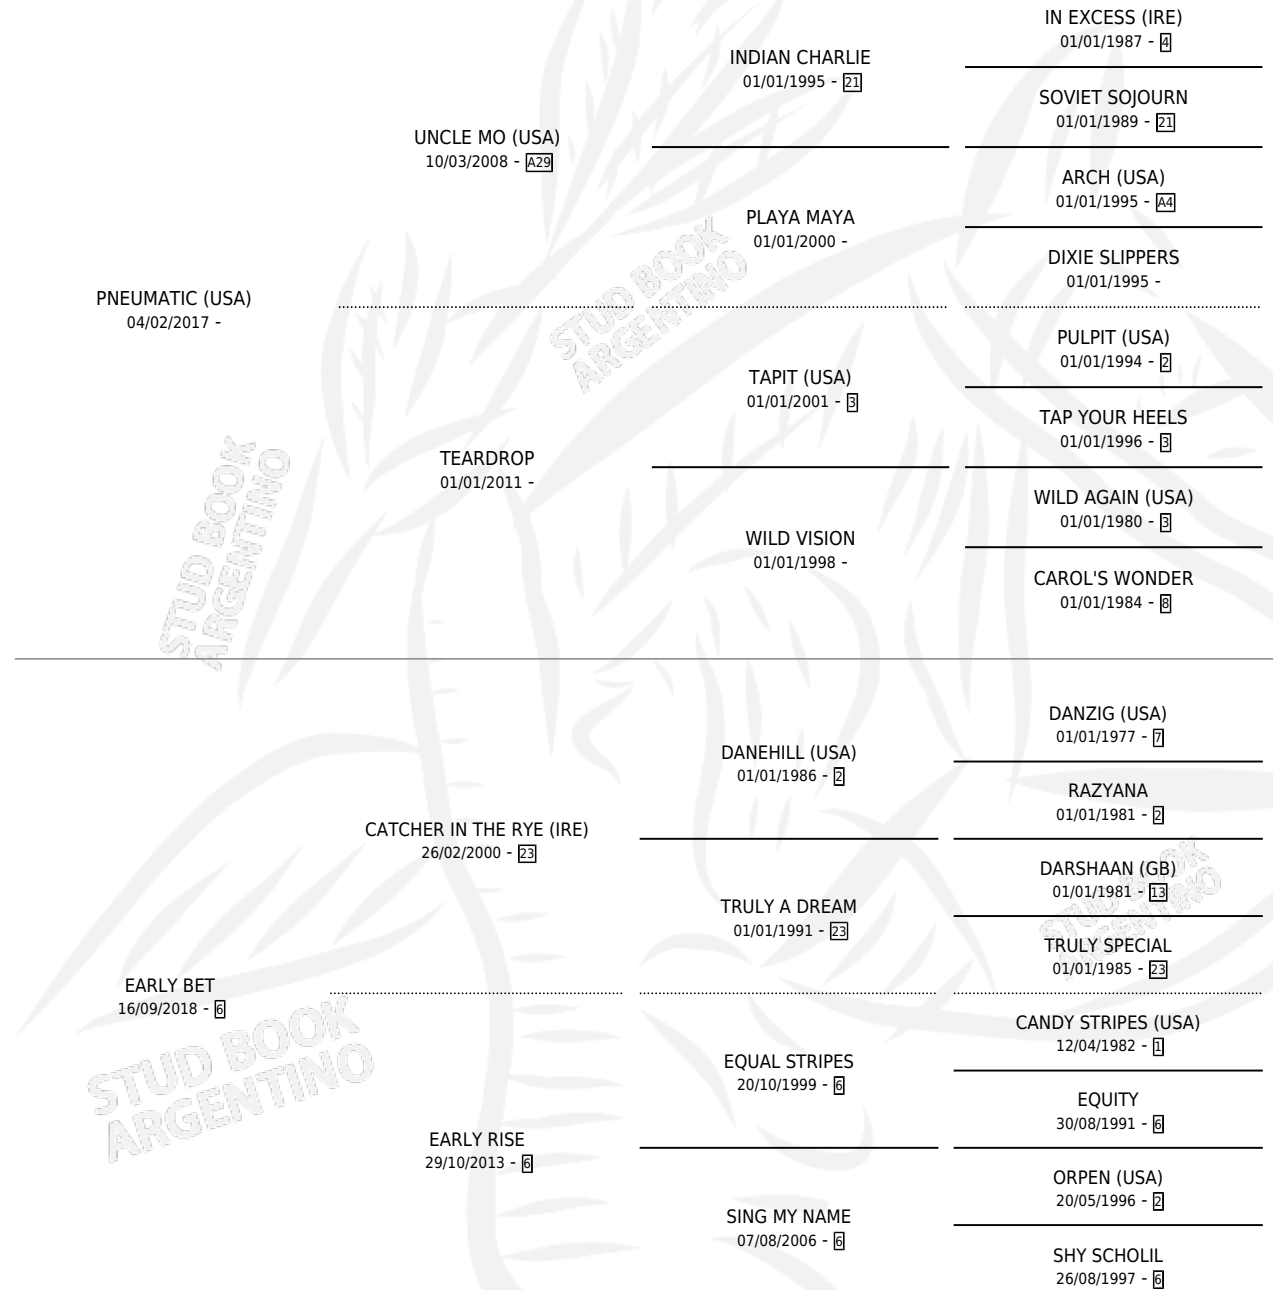 IN EXCESS (IRE)
01/01/1987 - 4
INDIAN CHARLIE
01/01/1995 - 21
SOVIET SOJOURN
01/01/1989 - 21
UNCLE MO (USA)
10/03/2008 - A29
ARCH (USA)
01/01/1995 - A4
PLAYA MAYA
01/01/2000 -
DIXIE SLIPPERS
01/01/1995 -
PNEUMATIC (USA)
04/02/2017 -
PULPIT (USA)
01/01/1994 - 2
TAPIT (USA)
01/01/2001 - 3
TAP YOUR HEELS
01/01/1996 - 3
TEARDROP
01/01/2011 -
WILD AGAIN (USA)
01/01/1980 - 3
WILD VISION
01/01/1998 -
CAROL'S WONDER
01/01/1984 - 8
DANZIG (USA)
01/01/1977 - 7
DANEHILL (USA)
01/01/1986 - 2
RAZYANA
01/01/1981 - 2
CATCHER IN THE RYE (IRE)
26/02/2000 - 23
DARSHAAN (GB)
01/01/1981 - 13
TRULY A DREAM
01/01/1991 - 23
TRULY SPECIAL
01/01/1985 - 23
EARLY BET
16/09/2018 - 6
CANDY STRIPES (USA)
12/04/1982 - 1
EQUAL STRIPES
20/10/1999 - 6
EQUITY
30/08/1991 - 6
EARLY RISE
29/10/2013 - 6
ORPEN (USA)
20/05/1996 - 2
SING MY NAME
07/08/2006 - 6
SHY SCHOLIL
26/08/1997 - 6
STUD BOOK
ARGENTINO
STUD BOOK
ARGENTINO
STUD BOOK
ARGENTINO
STUD BOOK
ARGENTINO